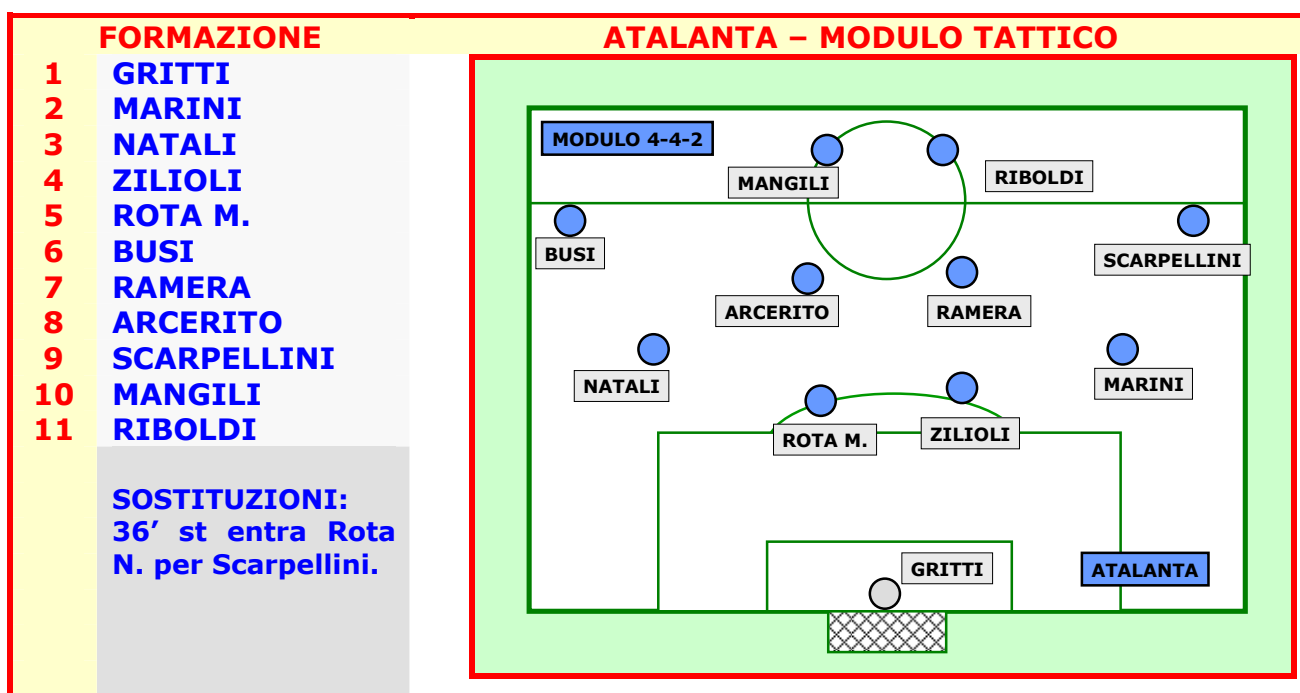 FORMAZIONE
1 GRITTI
2 MARINI
3 NATALI
4 ZILIOLI
5 ROTA M.
6 BUSI
7 RAMERA
8 ARCERITO
9 SCARPELLINI
10 MANGILI
11 RIBOLDI
SOSTITUZIONI:
36’ st entra Rota
N. per Scarpellini.
ATALANTA – MODULO TATTICO
MODULO 4-4-2
MANGILI
RIBOLDI
BUSI
SCARPELLINI
ARCERITO
RAMERA
NATALI
MARINI
ROTA M.
ZILIOLI
GRITTI
ATALANTA